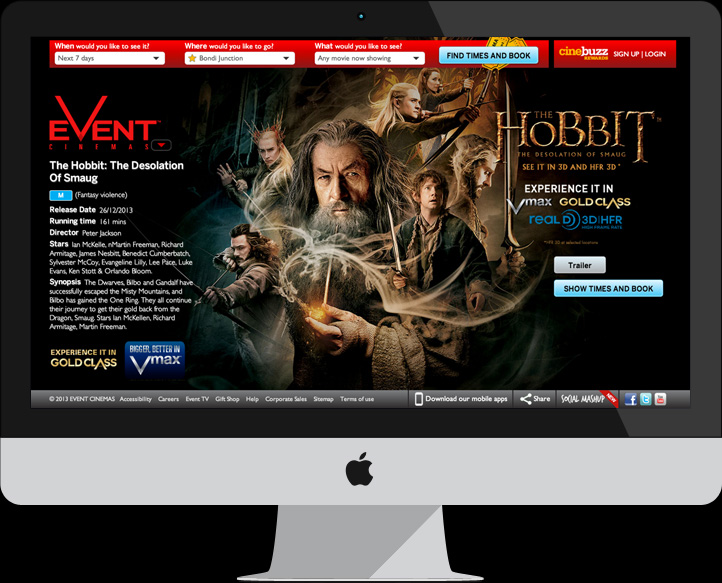 When would you like to see it?
Next 7 days
Where would you like to go?
Bondi Junction
What would you like to see?
Any movie now showing
FIND TIMES AND BOOK
cinebuzz
REWARDS
SIGN UP | LOGIN
EVENT
CINEMAS
The Hobbit: The Desolation
Of Smaug
M (Fantasy violence)
Release Date 26/12/2013
Running time 161 mins
Director Peter Jackson
Stars Ian McKelle, nMartin Freeman, Richard
Armitage, James Nesbitt, Benedict Cumberbatch,
Sylvester McCoy, Evangeline Lilly, Lee Pace, Luke
Evans, Ken Stott & Orlando Bloom.
Synopsis The Dwarves, Bilbo and Gandalf have
successfully escaped the Misty Mountains, and
Bilbo has gained the One Ring. They all continue
their journey to get their gold back from the
Dragon, Smaug. Stars Ian McKellen, Richard
Armitage, Martin Freeman.
EXPERIENCE IT IN
GOLD CLASS
BIGGER, BETTER IN
Vmax
THE
HOBBIT
THE DESOLATION OF SMAUG
SEE IT IN 3D AND HFR 3D
EXPERIENCE IT IN
Vmax GOLD CLASS
REAL D 3D|HFR
HIGH FRAME RATE
*HFR 3D at selected locations
Trailer
SHOW TIMES AND BOOK
© 2013 EVENT CINEMAS Accessibility Careers Event TV Gift Shop Help Corporate Sales Sitemap Terms of use
Download our mobile apps
Share
SOCIAL MASHUP
NEW